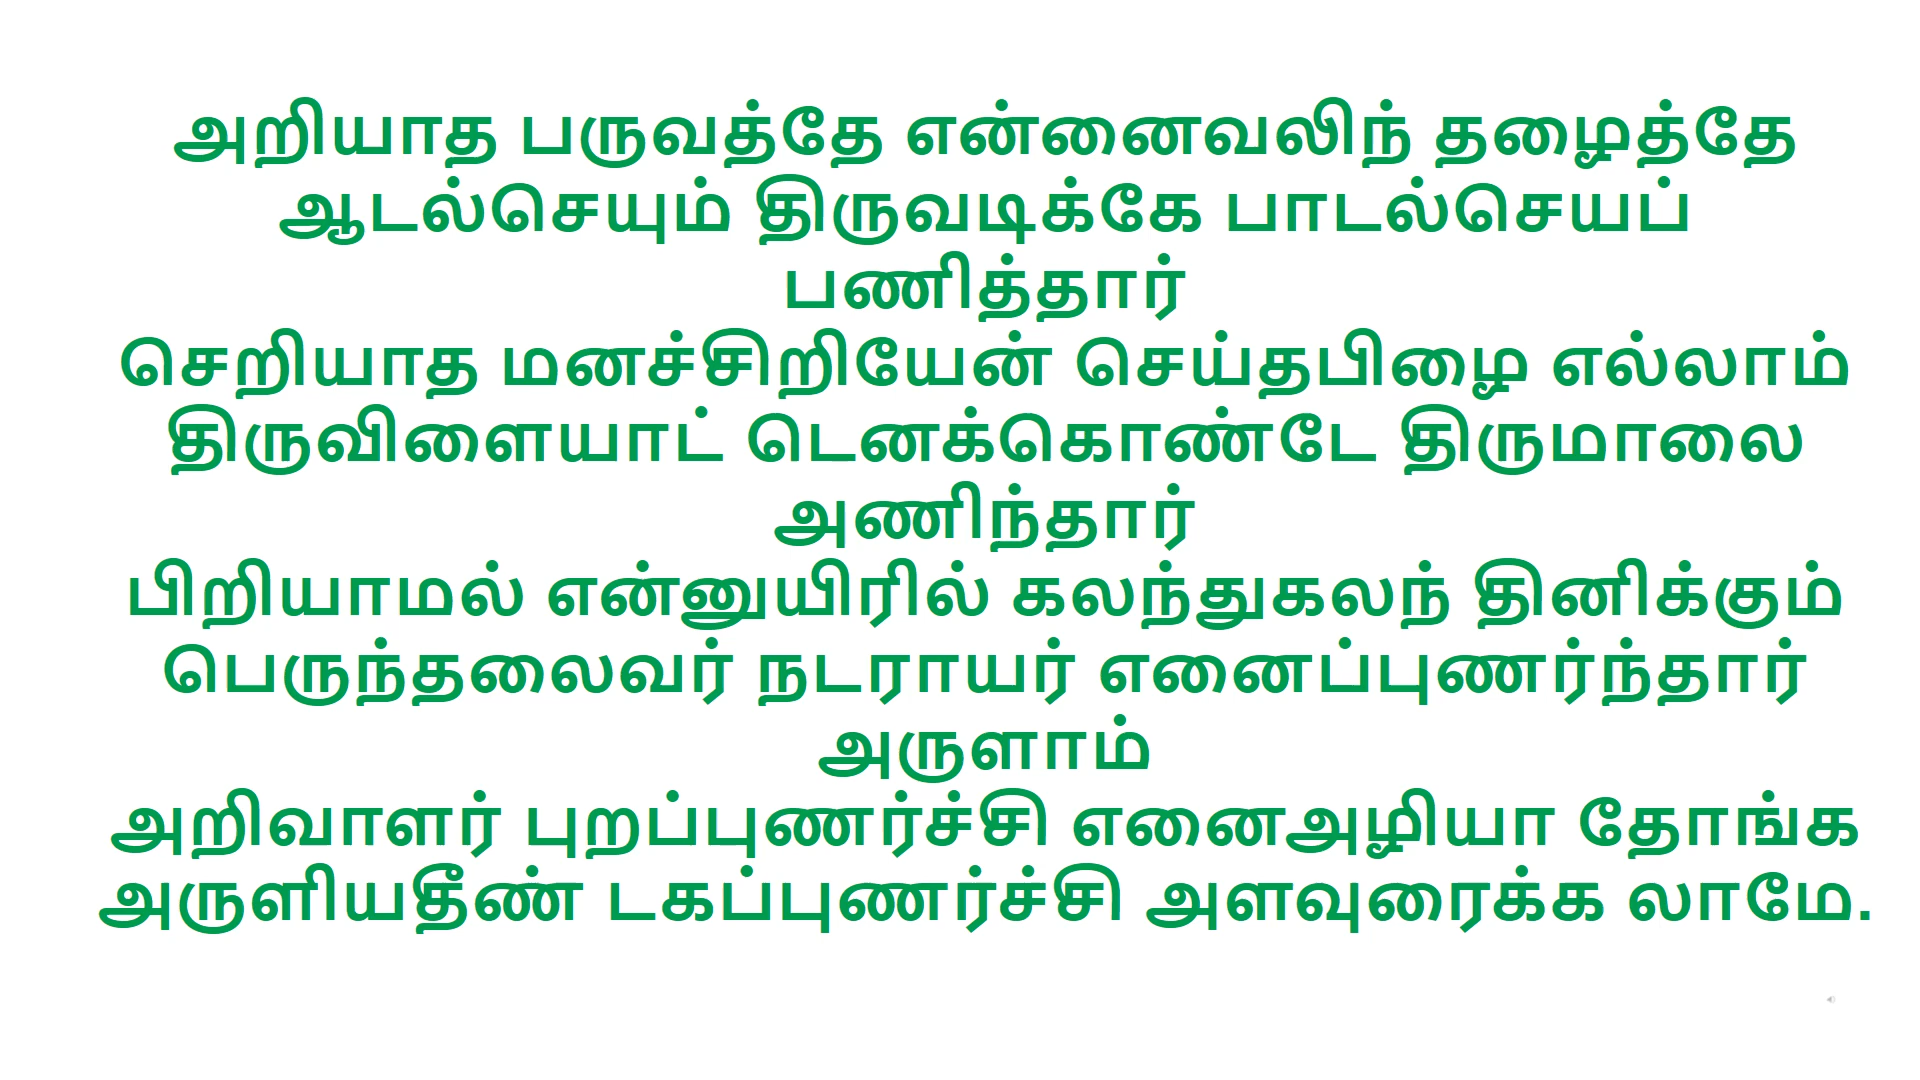 அறியாத பருவத்தே என்னைவலிந் தழைத்தே
ஆடல்செயும் திருவடிக்கே பாடல்செயப்
பணித்தார்
செறியாத மனச்சிறியேன் செய்தபிழை எல்லாம்
திருவிளையாட் டெனக்கொண்டே திருமாலை
அணிந்தார்
பிறியாமல் என்னுயிரில் கலந்துகலந் தினிக்கும்
பெருந்தலைவர் நடராயர் எனைப்புணர்ந்தார்
அருளாம்
அறிவாளர் புறப்புணர்ச்சி எனைஅழியா தோங்க
அருளியதீண் டகப்புணர்ச்சி அளவுரைக்க லாமே.